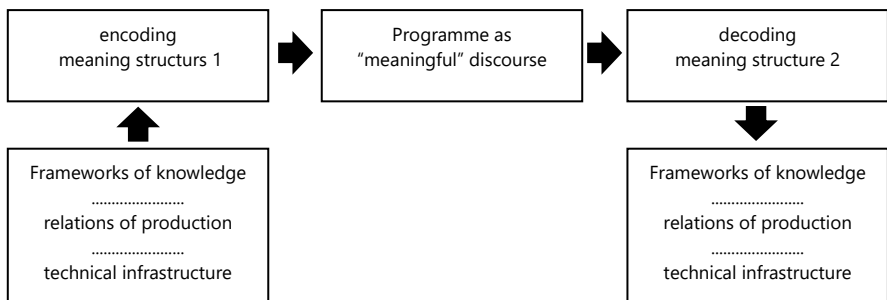 encoding
meaning structurs 1
Programme as
“meaningful” discourse
decoding
meaning structure 2
Frameworks of knowledge
........................
relations of production
........................
technical infrastructure
Frameworks of knowledge
........................
relations of production
........................
technical infrastructure